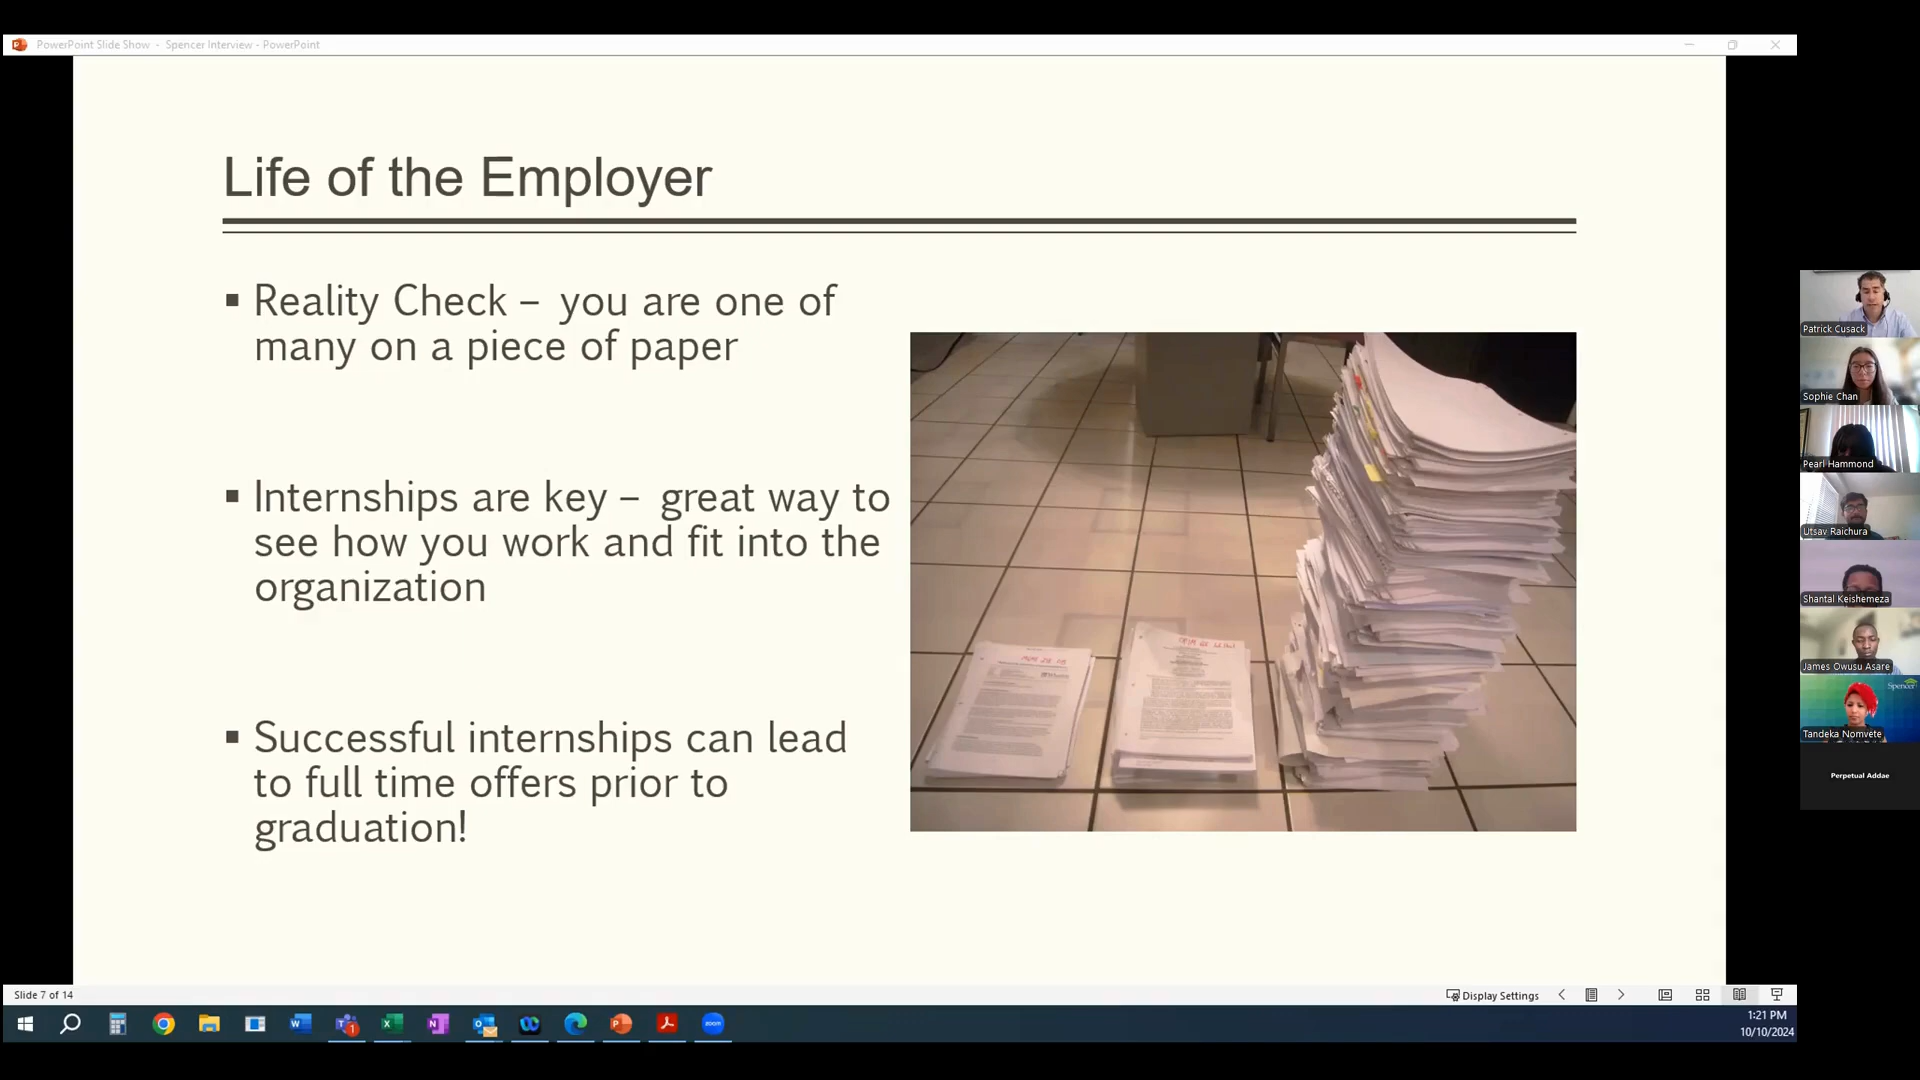 PowerPoint Slide Show - Spencer Interview - PowerPoint
Life of the Employer
▪ Reality Check – you are one of
many on a piece of paper
▪ Internships are key – great way to
see how you work and fit into the
organization
▪ Successful internships can lead
to full time offers prior to
graduation!
Patrick Cusack
Sophie Chan
Pearl Hammond
Utsav Raichura
Shantal Keishemeza
James Owusu Asare
Spencer
Tandeka Nomvete
Perpetual Addae
Slide 7 of 14
Display Settings
zoom
1:21 PM
10/10/2024